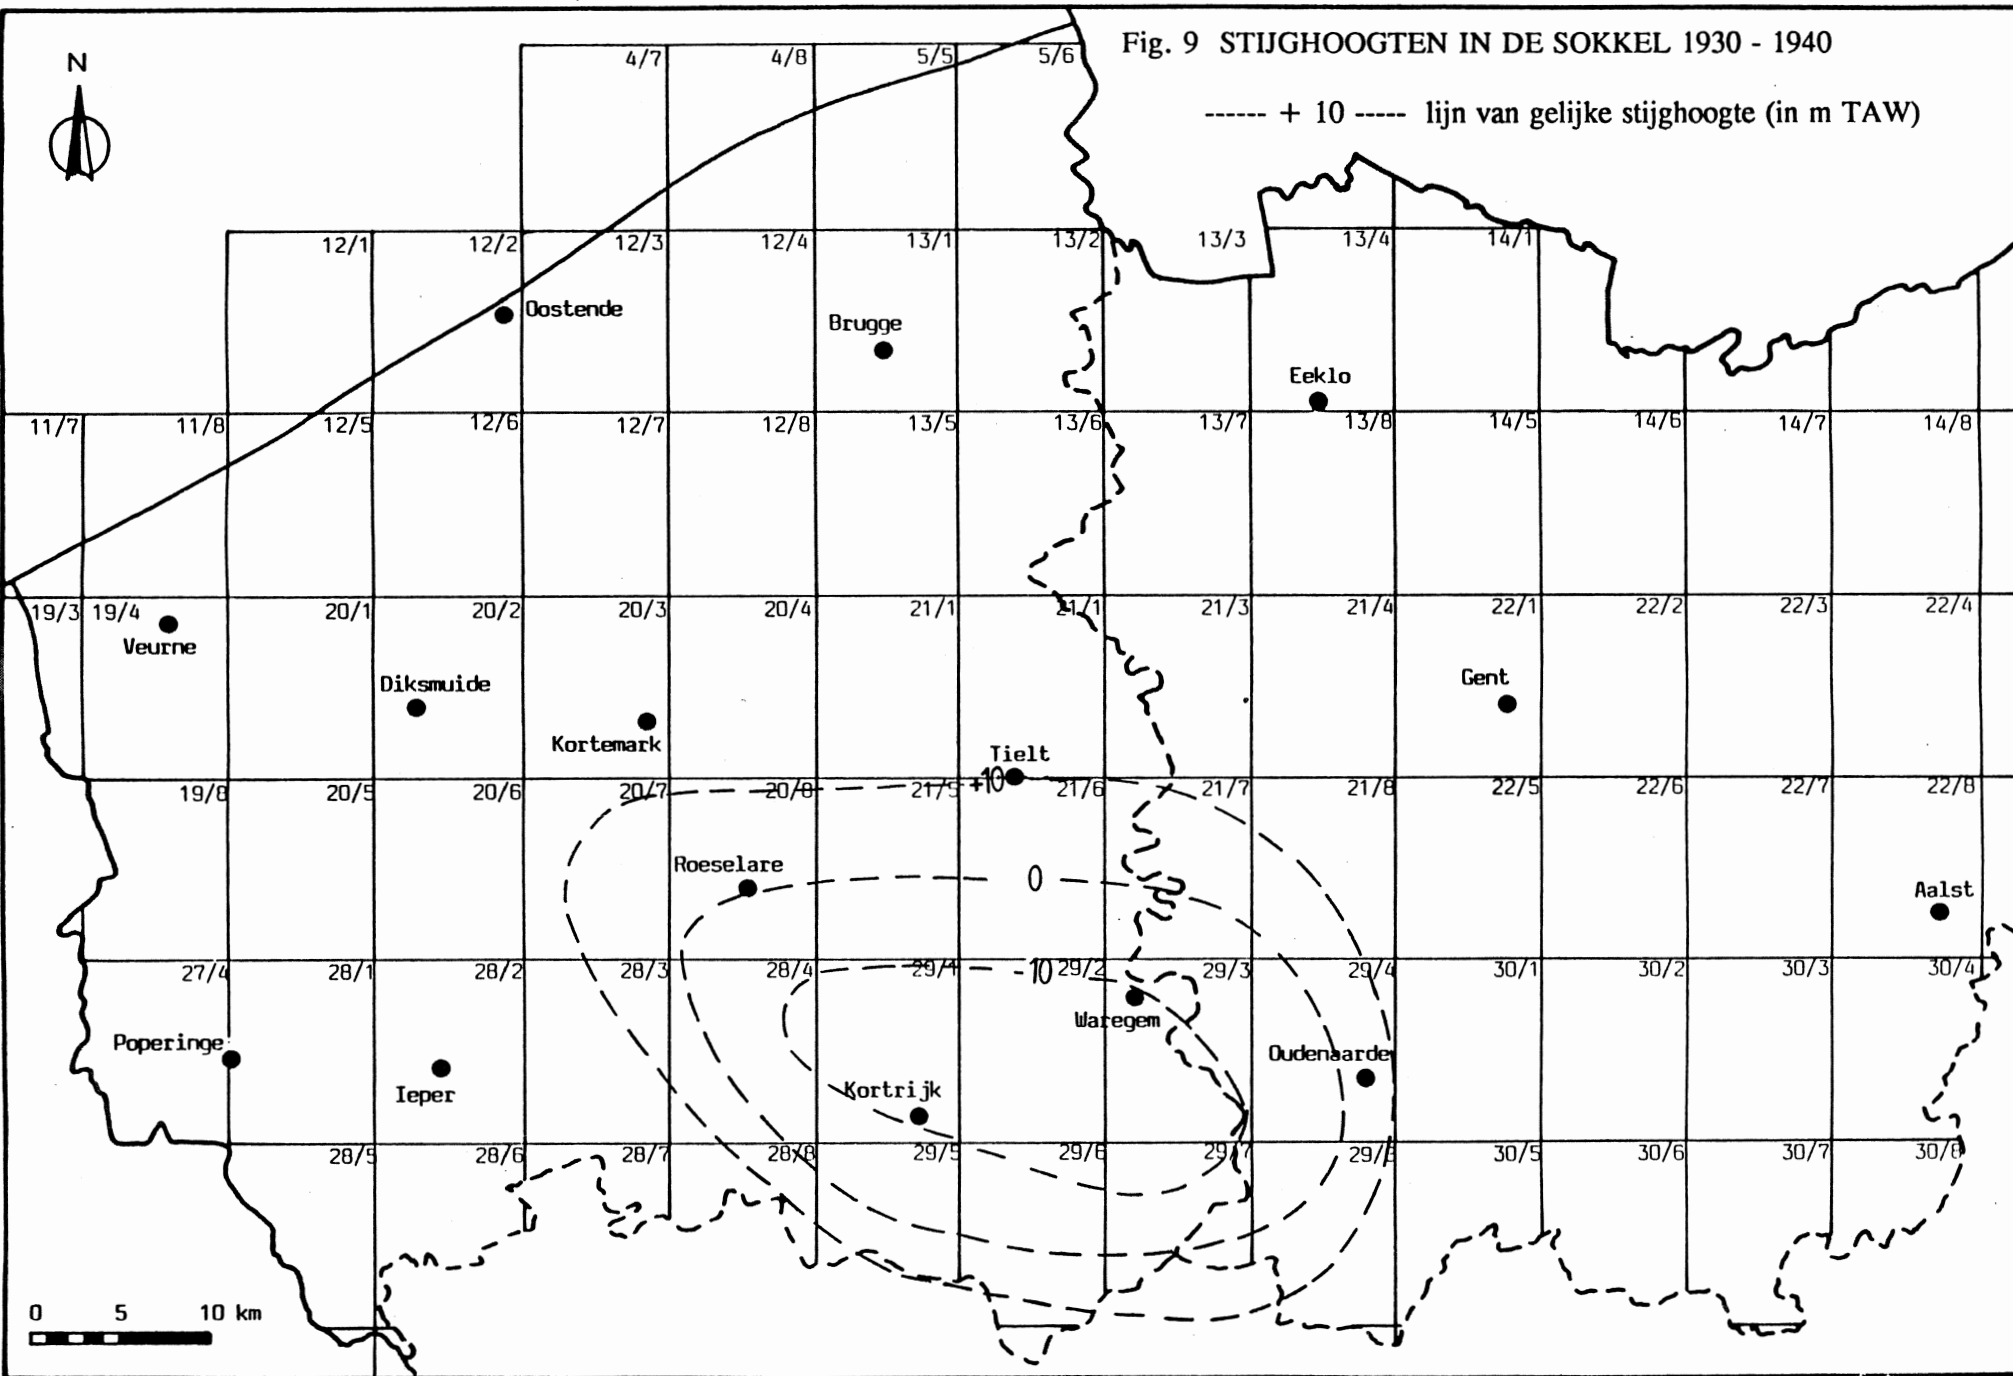 Fig. 9 STIJGHOOGTEN IN DE SOKKEL 1930 - 1940
------ + 10 ----- lijn van gelijke stijghoogte (in m TAW)
N
4/7 4/8 5/5 5/6
12/1 12/2 12/3 12/4 13/1 13/2 13/3 13/4 14/1
Oostende
Brugge
Eeklo
11/7 11/8 12/5 12/6 12/7 12/8 13/5 13/6 13/7 13/8 14/5 14/6 14/7 14/8
19/3 19/4 20/1 20/2 20/3 20/4 21/1 21/1 21/3 21/4 22/1 22/2 22/3 22/4
Veurne
Diksmuide
Gent
Kortemark
Tielt
+10
19/8 20/5 20/6 20/7 20/8 21/5 21/6 21/7 21/8 22/5 22/6 22/7 22/8
Roeselare
0
Aalst
27/4 28/1 28/2 28/3 28/4 29/1 -10 29/2 29/3 29/4 30/1 30/2 30/3 30/4
Waregem
Poperinge
Oudenaarde
Ieper
Kortrijk
28/5 28/6 28/7 28/8 29/5 29/6 29/7 29/8 30/5 30/6 30/7 30/8
0 5 10 km